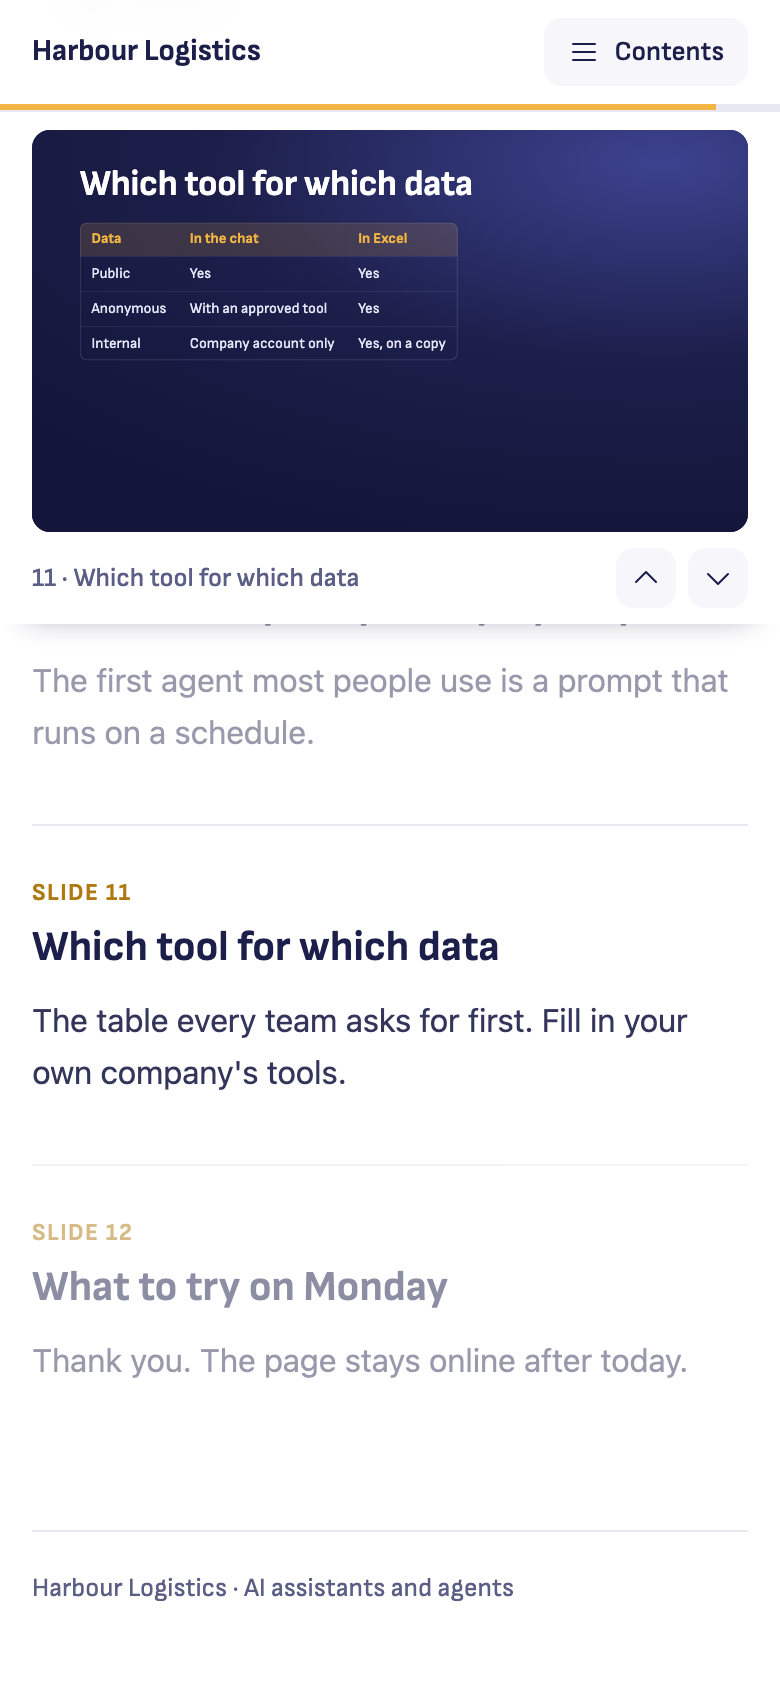 Harbour Logistics
Contents
Which tool for which data
Data In the chat In Excel
Public Yes Yes
Anonymous With an approved tool Yes
Internal Company account only Yes, on a copy
11 · Which tool for which data
The first agent most people use is a prompt that
runs on a schedule.
SLIDE 11
Which tool for which data
The table every team asks for first. Fill in your
own company's tools.
SLIDE 12
What to try on Monday
Thank you. The page stays online after today.
Harbour Logistics · AI assistants and agents